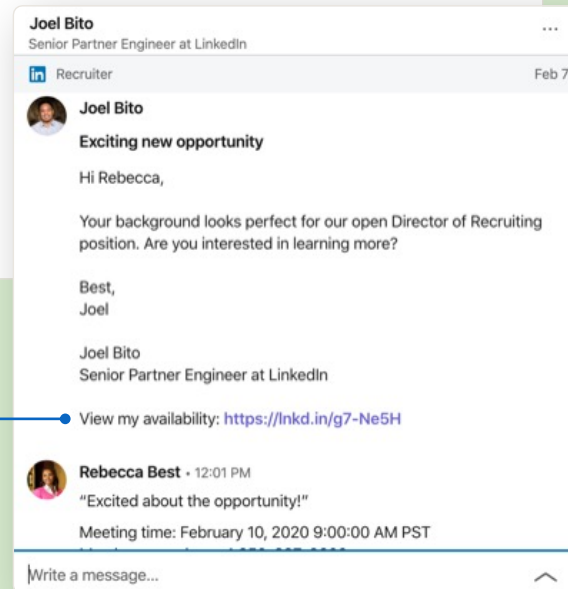 Joel Bito
Senior Partner Engineer at LinkedIn
in Recruiter Feb 7
Joel Bito
Exciting new opportunity
Hi Rebecca,
Your background looks perfect for our open Director of Recruiting
position. Are you interested in learning more?
Best,
Joel
Joel Bito
Senior Partner Engineer at LinkedIn
View my availability: https://lnkd.in/g7-Ne5H
Rebecca Best • 12:01 PM
“Excited about the opportunity!”
Meeting time: February 10, 2020 9:00:00 AM PST
Write a message...